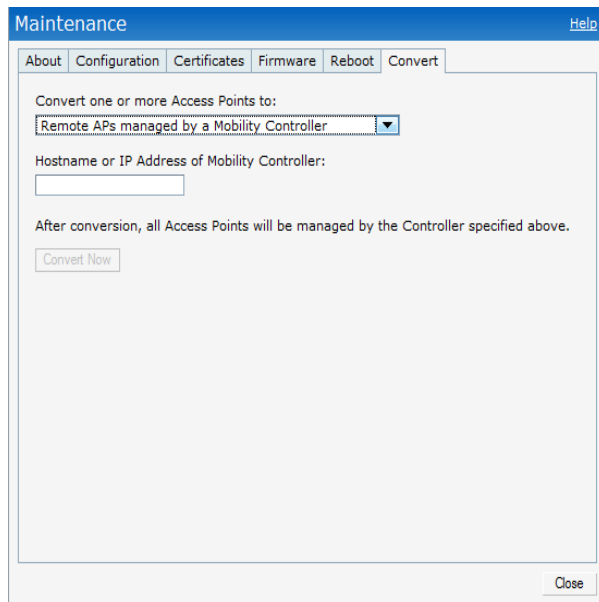 Maintenance
Help
About Configuration Certificates Firmware Reboot Convert
Convert one or more Access Points to:
Remote APs managed by a Mobility Controller
Hostname or IP Address of Mobility Controller:
After conversion, all Access Points will be managed by the Controller specified above.
Convert Now
Close